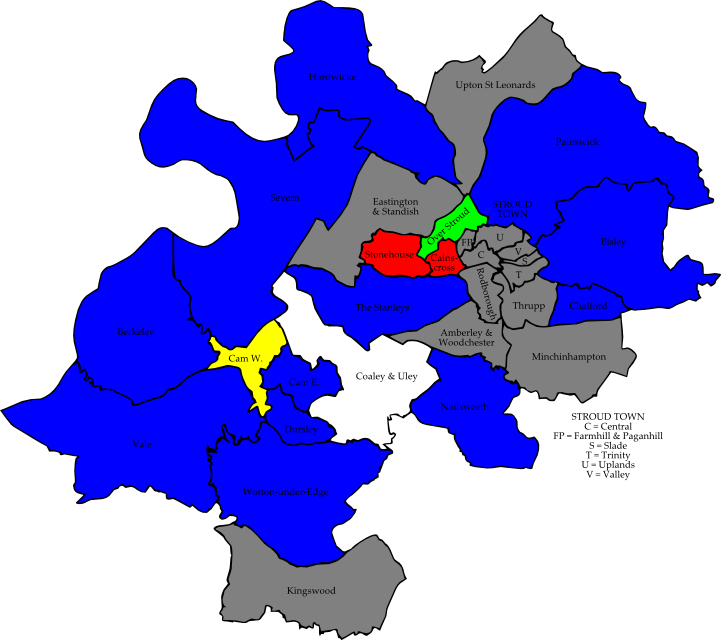 Hardwicke
Upton St Leonards
Painswick
Severn
Eastington
& Standish
STROUD
TOWN
Over Stroud
FP
U
V
S
C
T
Bisley
Stonehouse
Cains-
cross
Rodborough
Thrupp
Chalford
The Stanleys
Berkeley
Amberley &
Woodchester
Minchinhampton
Cam W.
Cam E.
Coaley & Uley
Nailsworth
Dursley
Vale
STROUD TOWN
C = Central
FP = Farmhill & Paganhill
S = Slade
T = Trinity
U = Uplands
V = Valley
Wotton-under-Edge
Kingswood